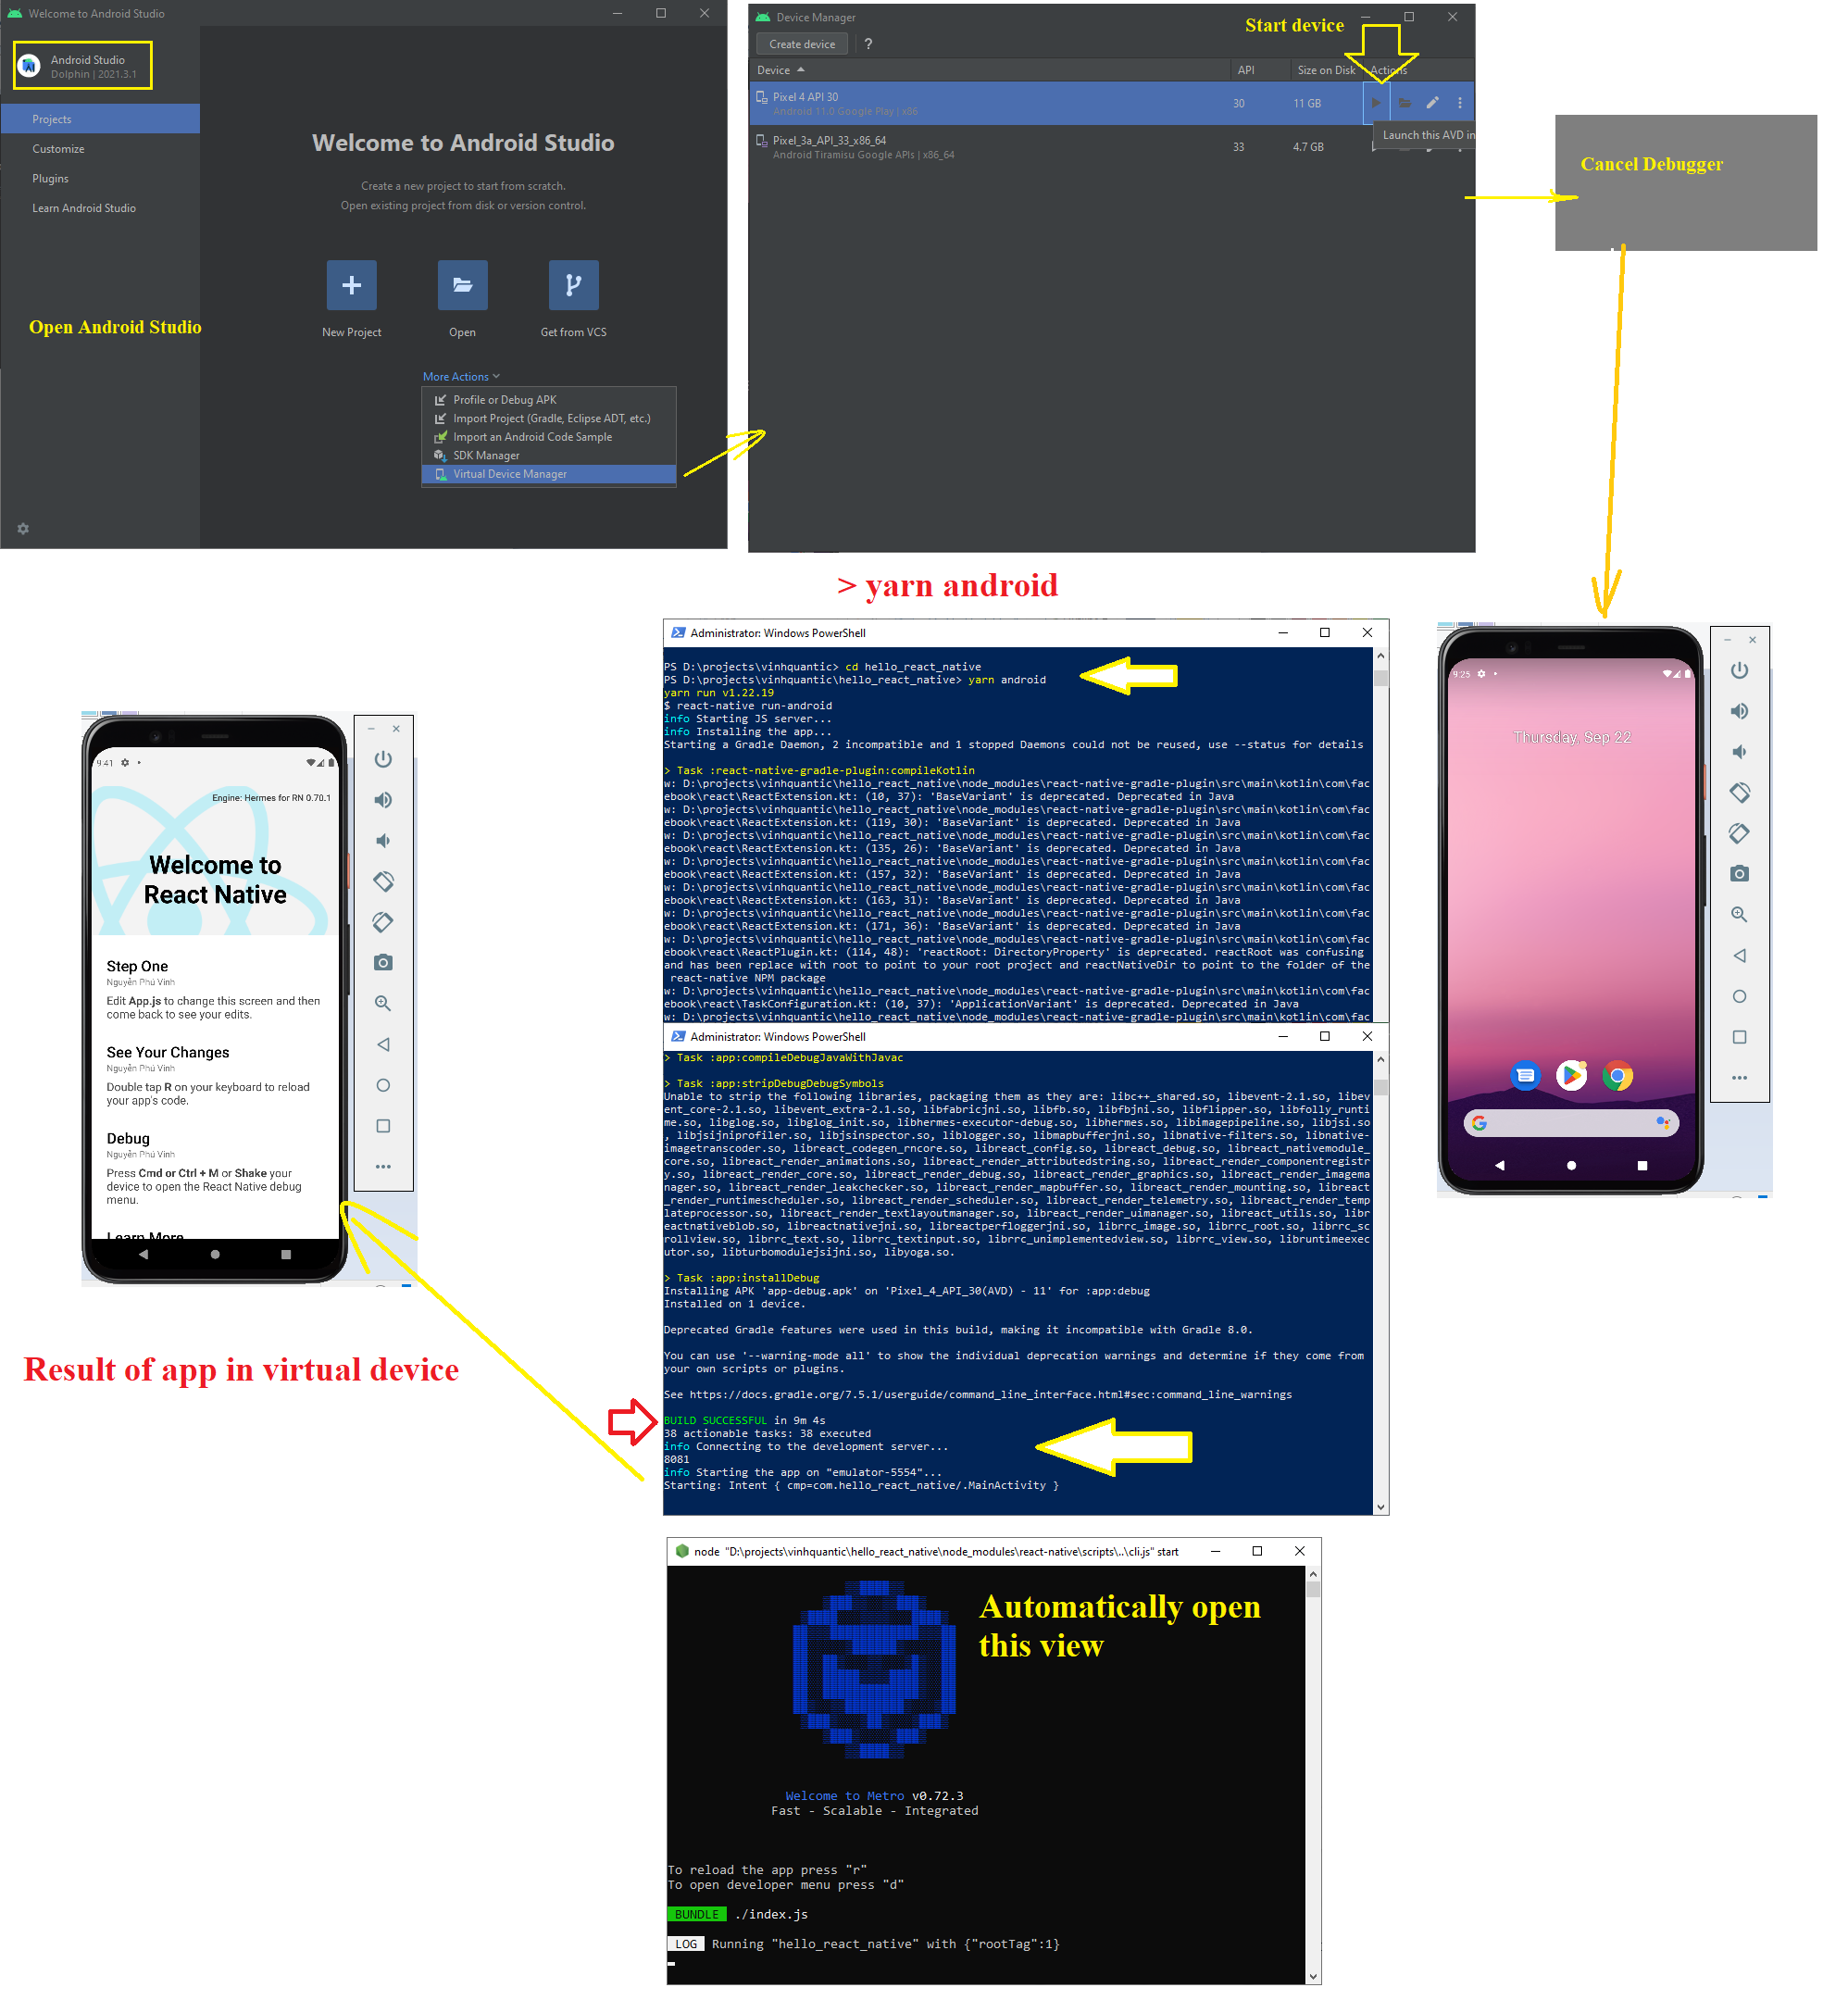 Welcome to Android Studio
Android Studio
Dolphin | 2021.3.1
Projects
Customize
Plugins
Learn Android Studio
Open Android Studio
Welcome to Android Studio
Create a new project to start from scratch.
Open existing project from disk or version control.
New Project
Open
Get from VCS
More Actions
Profile or Debug APK
Import Project (Gradle, Eclipse ADT, etc.)
Import an Android Code Sample
SDK Manager
Virtual Device Manager
Device Manager
Start device
Create device
?
Device
API
Size on Disk
Actions
Pixel 4 API 30
Android 11.0 Google Play | x86
30
11 GB
Launch this AVD in
Pixel_3a_API_33_x86_64
Android Tiramisu Google APIs | x86_64
33
4.7 GB
Cancel Debugger
> yarn android
Administrator: Windows PowerShell
PS D:\projects\vinhquantic> cd hello_react_native
PS D:\projects\vinhquantic\hello_react_native> yarn android
yarn run v1.22.19
$ react-native run-android
info Starting JS server...
info Installing the app...
Starting a Gradle Daemon, 2 incompatible and 1 stopped Daemons could not be reused, use --status for details
> Task :react-native-gradle-plugin:compileKotlin
w: D:\projects\vinhquantic\hello_react_native\node_modules\react-native-gradle-plugin\src\main\kotlin\com\fac
ebook\react\ReactExtension.kt: (10, 37): 'BaseVariant' is deprecated. Deprecated in Java
w: D:\projects\vinhquantic\hello_react_native\node_modules\react-native-gradle-plugin\src\main\kotlin\com\fac
ebook\react\ReactExtension.kt: (119, 30): 'BaseVariant' is deprecated. Deprecated in Java
w: D:\projects\vinhquantic\hello_react_native\node_modules\react-native-gradle-plugin\src\main\kotlin\com\fac
ebook\react\ReactExtension.kt: (135, 26): 'BaseVariant' is deprecated. Deprecated in Java
w: D:\projects\vinhquantic\hello_react_native\node_modules\react-native-gradle-plugin\src\main\kotlin\com\fac
ebook\react\ReactExtension.kt: (157, 32): 'BaseVariant' is deprecated. Deprecated in Java
w: D:\projects\vinhquantic\hello_react_native\node_modules\react-native-gradle-plugin\src\main\kotlin\com\fac
ebook\react\ReactExtension.kt: (163, 31): 'BaseVariant' is deprecated. Deprecated in Java
w: D:\projects\vinhquantic\hello_react_native\node_modules\react-native-gradle-plugin\src\main\kotlin\com\fac
ebook\react\ReactExtension.kt: (171, 36): 'BaseVariant' is deprecated. Deprecated in Java
w: D:\projects\vinhquantic\hello_react_native\node_modules\react-native-gradle-plugin\src\main\kotlin\com\fac
ebook\react\ReactPlugin.kt: (114, 48): 'reactRoot: DirectoryProperty' is deprecated. reactRoot was confusing
and has been replace with root to point to your root project and reactNativeDir to point to the folder of the
react-native NPM package
w: D:\projects\vinhquantic\hello_react_native\node_modules\react-native-gradle-plugin\src\main\kotlin\com\fac
ebook\react\TaskConfiguration.kt: (10, 37): 'ApplicationVariant' is deprecated. Deprecated in Java
w: D:\projects\vinhquantic\hello_react_native\node_modules\react-native-gradle-plugin\src\main\kotlin\com\fac
Administrator: Windows PowerShell
> Task :app:compileDebugJavaWithJavac
> Task :app:stripDebugDebugSymbols
Unable to strip the following libraries, packaging them as they are: libc++_shared.so, libevent-2.1.so, libev
ent_core-2.1.so, libevent_extra-2.1.so, libfabricjni.so, libfb.so, libfbjni.so, libflipper.so, libfolly_runti
me.so, libglog.so, libglog_init.so, libhermes-executor-debug.so, libhermes.so, libimagepipeline.so, libjsi.so
, libjsijniprofiler.so, libjsinspector.so, liblogger.so, libmapbufferjni.so, libnative-filters.so, libnative-
imagetranscoder.so, libreact_codegen_rncore.so, libreact_config.so, libreact_debug.so, libreact_nativemodule_
core.so, libreact_render_animations.so, libreact_render_attributedstring.so, libreact_render_componentregistr
y.so, libreact_render_core.so, libreact_render_debug.so, libreact_render_graphics.so, libreact_render_imagema
nager.so, libreact_render_leakchecker.so, libreact_render_mapbuffer.so, libreact_render_mounting.so, libreact
_render_runtimescheduler.so, libreact_render_scheduler.so, libreact_render_telemetry.so, libreact_render_temp
lateprocessor.so, libreact_render_textlayoutmanager.so, libreact_render_uimanager.so, libreact_utils.so, libr
eactnativeblob.so, libreactnativejni.so, libreactperfloggerjni.so, librrc_image.so, librrc_root.so, librrc_sc
rollview.so, librrc_text.so, librrc_textinput.so, librrc_unimplementedview.so, librrc_view.so, libruntimeexec
utor.so, libturbomodulejsijni.so, libyoga.so.
> Task :app:installDebug
Installing APK 'app-debug.apk' on 'Pixel_4_API_30(AVD) - 11' for :app:debug
Installed on 1 device.
Deprecated Gradle features were used in this build, making it incompatible with Gradle 8.0.
You can use '--warning-mode all' to show the individual deprecation warnings and determine if they come from
your own scripts or plugins.
See https://docs.gradle.org/7.5.1/userguide/command_line_interface.html#sec:command_line_warnings
BUILD SUCCESSFUL in 9m 4s
38 actionable tasks: 38 executed
info Connecting to the development server...
8081
info Starting the app on "emulator-5554"...
Starting: Intent { cmp=com.hello_react_native/.MainActivity }
9:25
Thursday, Sep 22
9:41
Engine: Hermes for RN 0.70.1
Welcome to
React Native
Step One
Nguyễn Phú Vinh
Edit App.js to change this screen and then
come back to see your edits.
See Your Changes
Nguyễn Phú Vinh
Double tap R on your keyboard to reload
your app's code.
Debug
Nguyễn Phú Vinh
Press Cmd or Ctrl + M or Shake your
device to open the React Native debug
menu.
Learn More
Result of app in virtual device
node "D:\projects\vinhquantic\hello_react_native\node_modules\react-native\scripts\..\cli.js" start
Automatically open
this view
Welcome to Metro v0.72.3
Fast - Scalable - Integrated
To reload the app press "r"
To open developer menu press "d"
BUNDLE ./index.js
LOG Running "hello_react_native" with {"rootTag":1}